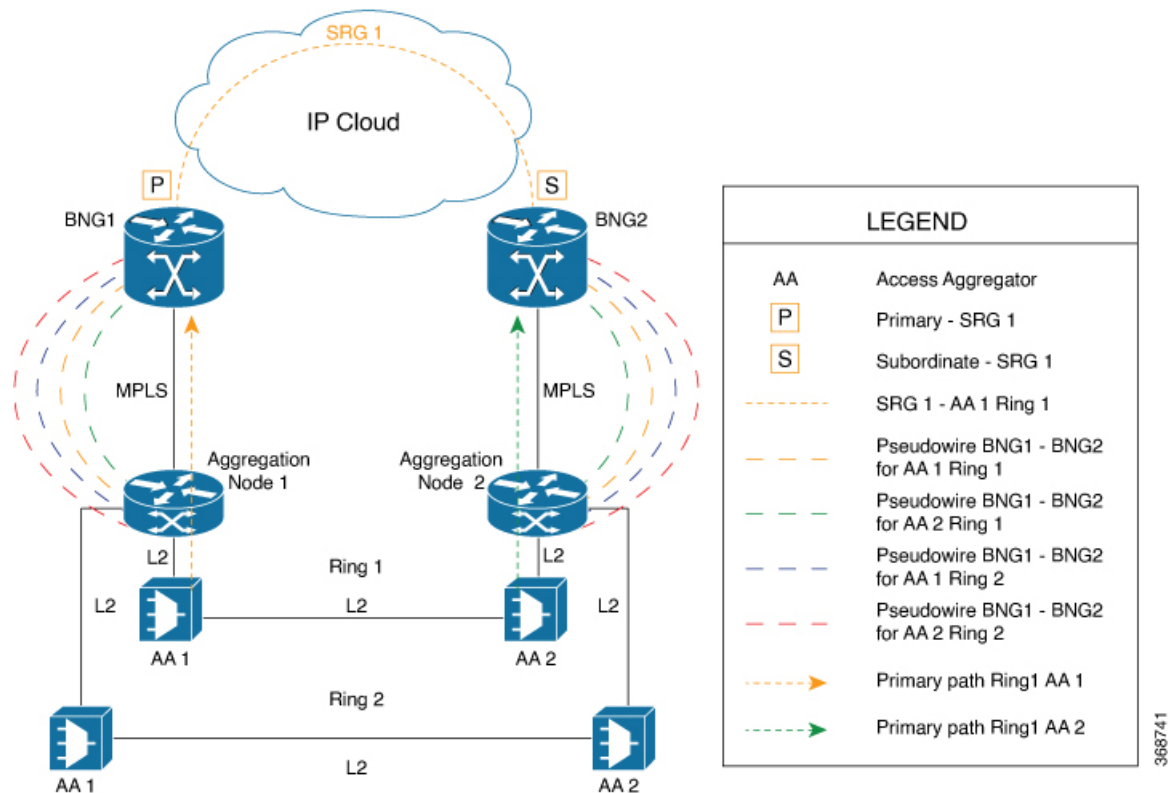 SRG 1
IP Cloud
P
S
BNG1
BNG2
MPLS
MPLS
Aggregation
Node 1
Aggregation
Node 2
L2
L2
Ring 1
L2
L2
L2
AA 1
AA 2
Ring 2
L2
AA 1
AA 2
LEGEND
AA Access Aggregator
P Primary - SRG 1
S Subordinate - SRG 1
SRG 1 - AA 1 Ring 1
Pseudowire BNG1 - BNG2
for AA 1 Ring 1
Pseudowire BNG1 - BNG2
for AA 2 Ring 1
Pseudowire BNG1 - BNG2
for AA 1 Ring 2
Pseudowire BNG1 - BNG2
for AA 2 Ring 2
Primary path Ring1 AA 1
Primary path Ring1 AA 2
368741